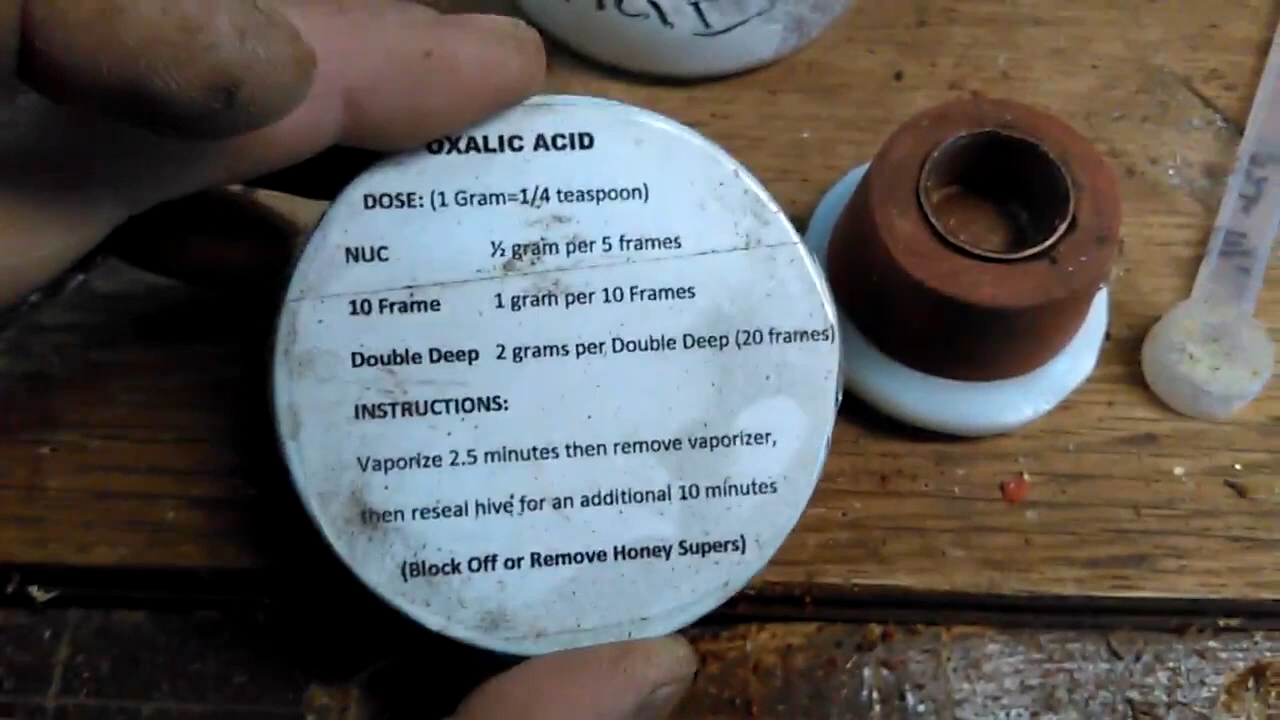 OXALIC ACID
DOSE: (1 Gram=1/4 teaspoon)
NUC ½ gram per 5 frames
10 Frame 1 gram per 10 Frames
Double Deep 2 grams per Double Deep (20 frames)
INSTRUCTIONS:
Vaporize 2.5 minutes then remove vaporizer,
then reseal hive for an additional 10 minutes
(Block Off or Remove Honey Supers)